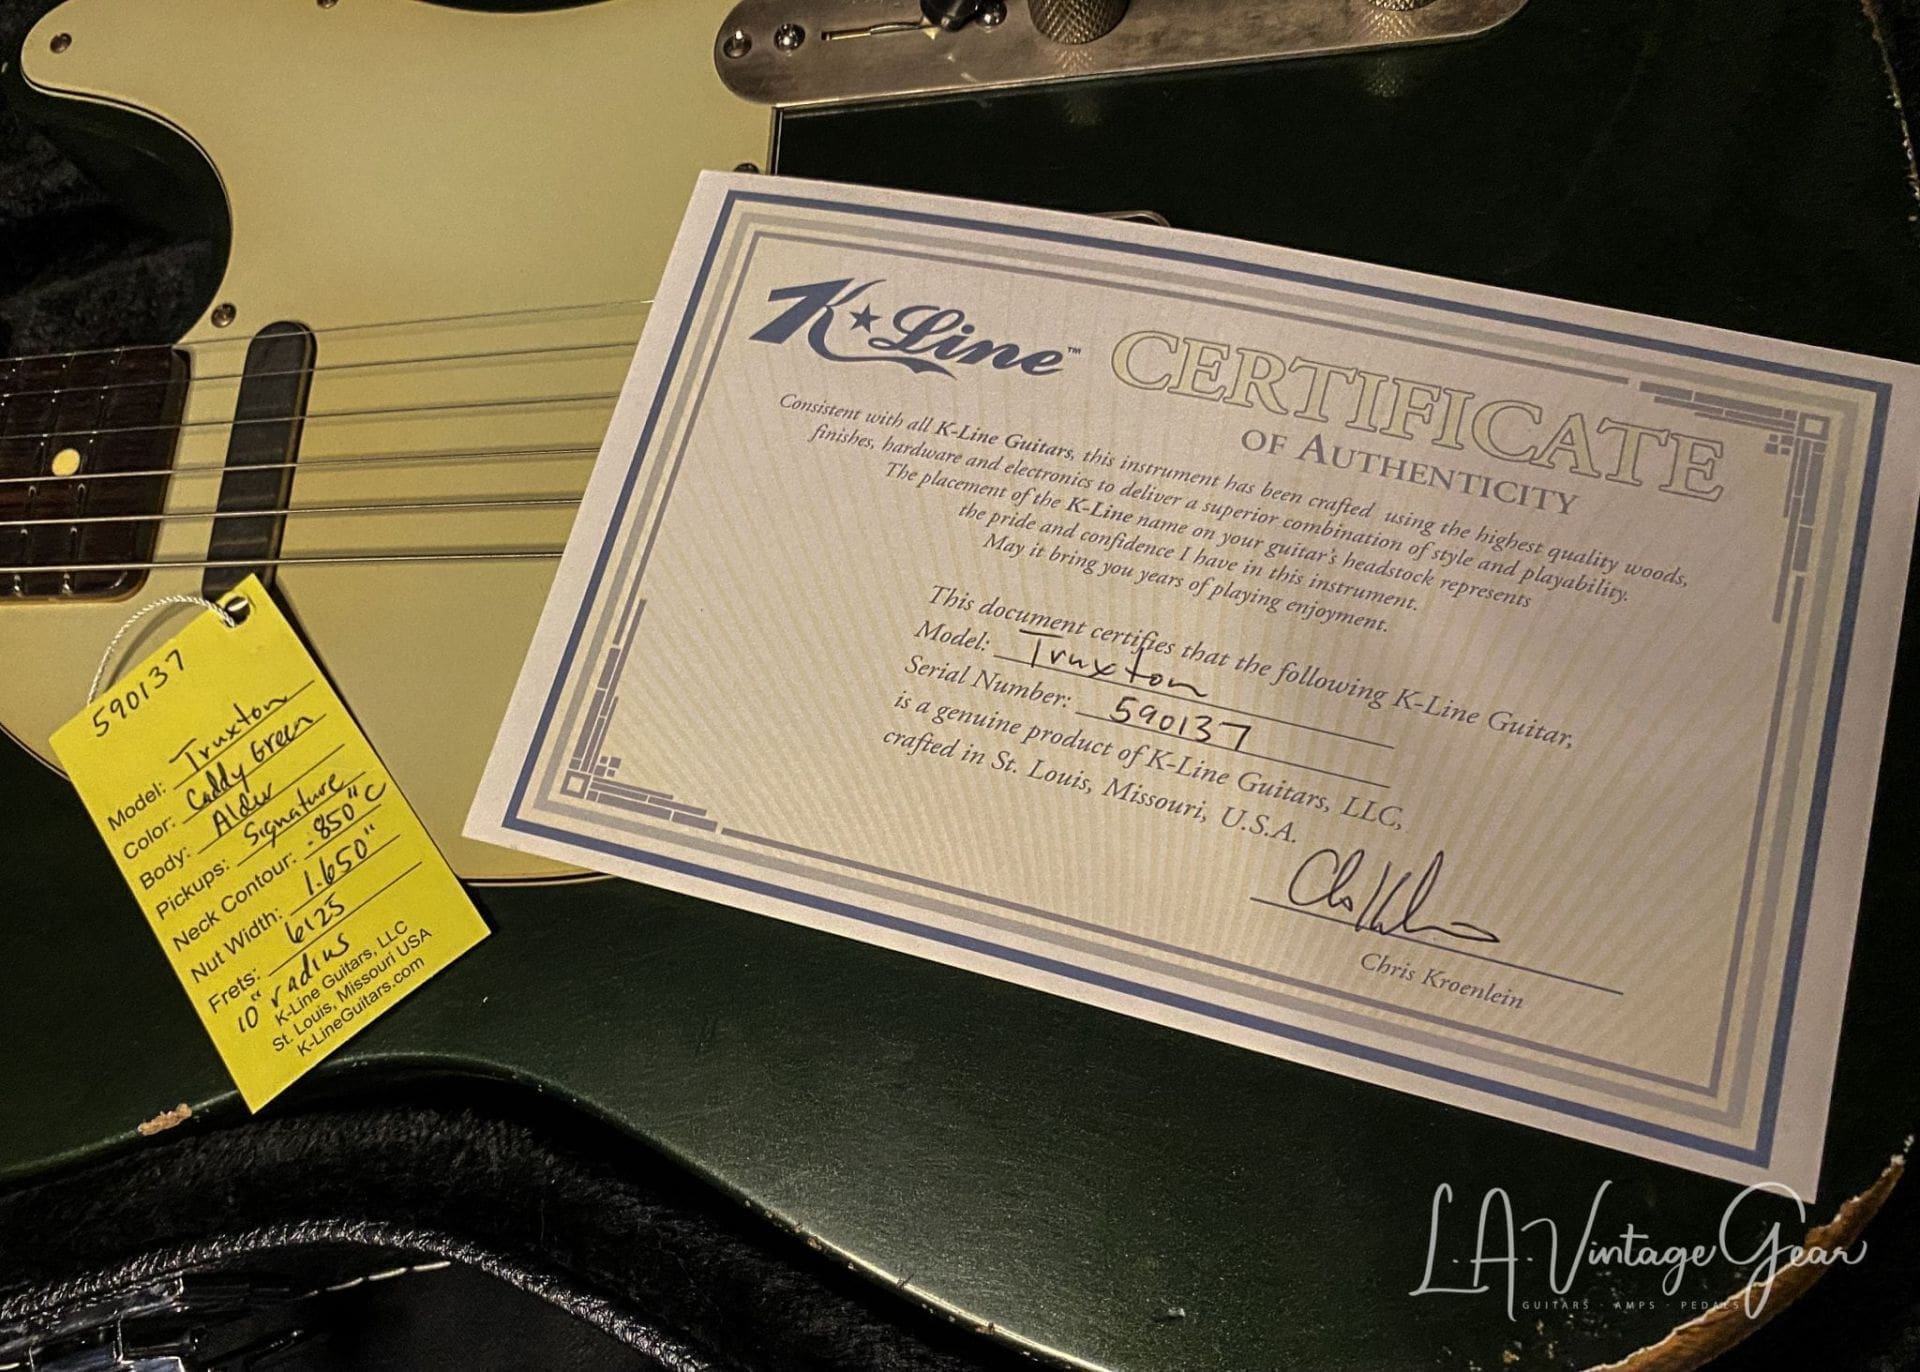 K★Line™
CERTIFICATE
OF AUTHENTICITY
Consistent with all K-Line Guitars, this instrument has been crafted using the highest quality woods,
finishes, hardware and electronics to deliver a superior combination of style and playability.
The placement of the K-Line name on your guitar's headstock represents
the pride and confidence I have in this instrument.
May it bring you years of playing enjoyment.
This document certifies that the following K-Line Guitar,
Model: Truxton
Serial Number: 590137
is a genuine product of K-Line Guitars, LLC,
crafted in St. Louis, Missouri, U.S.A.
Chris Kroenlein
590137
Model: Truxton
Color: Caddy Green
Body: Alder
Pickups: Signature
Neck Contour: .850" C
Nut Width: 1.650"
Frets: 6125
10" radius
K-Line Guitars, LLC
St. Louis, Missouri USA
K-LineGuitars.com
L.A. Vintage Gear
GUITARS · AMPS · PEDALS